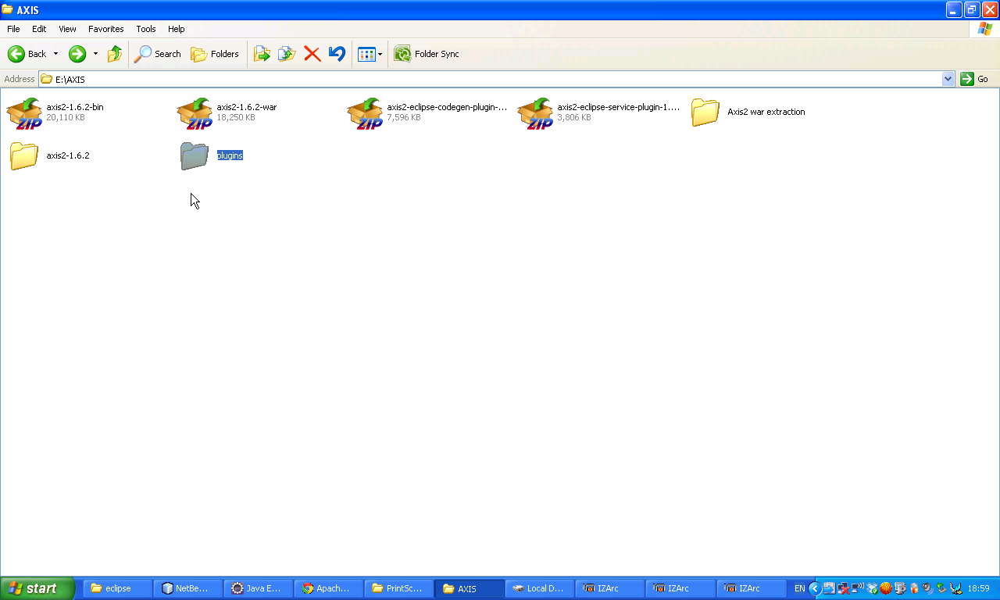 AXIS
File Edit View Favorites Tools Help
Back Search Folders Folder Sync
Address E:\AXIS Go
axis2-1.6.2-bin
20,110 KB
axis2-1.6.2-war
18,250 KB
axis2-eclipse-codegen-plugin-...
7,596 KB
axis2-eclipse-service-plugin-1....
3,806 KB
Axis2 war extraction
axis2-1.6.2
plugins
start eclipse NetBe... Java E... Apach... PrintSc... AXIS Local D... IZArc IZArc IZArc EN 18:59